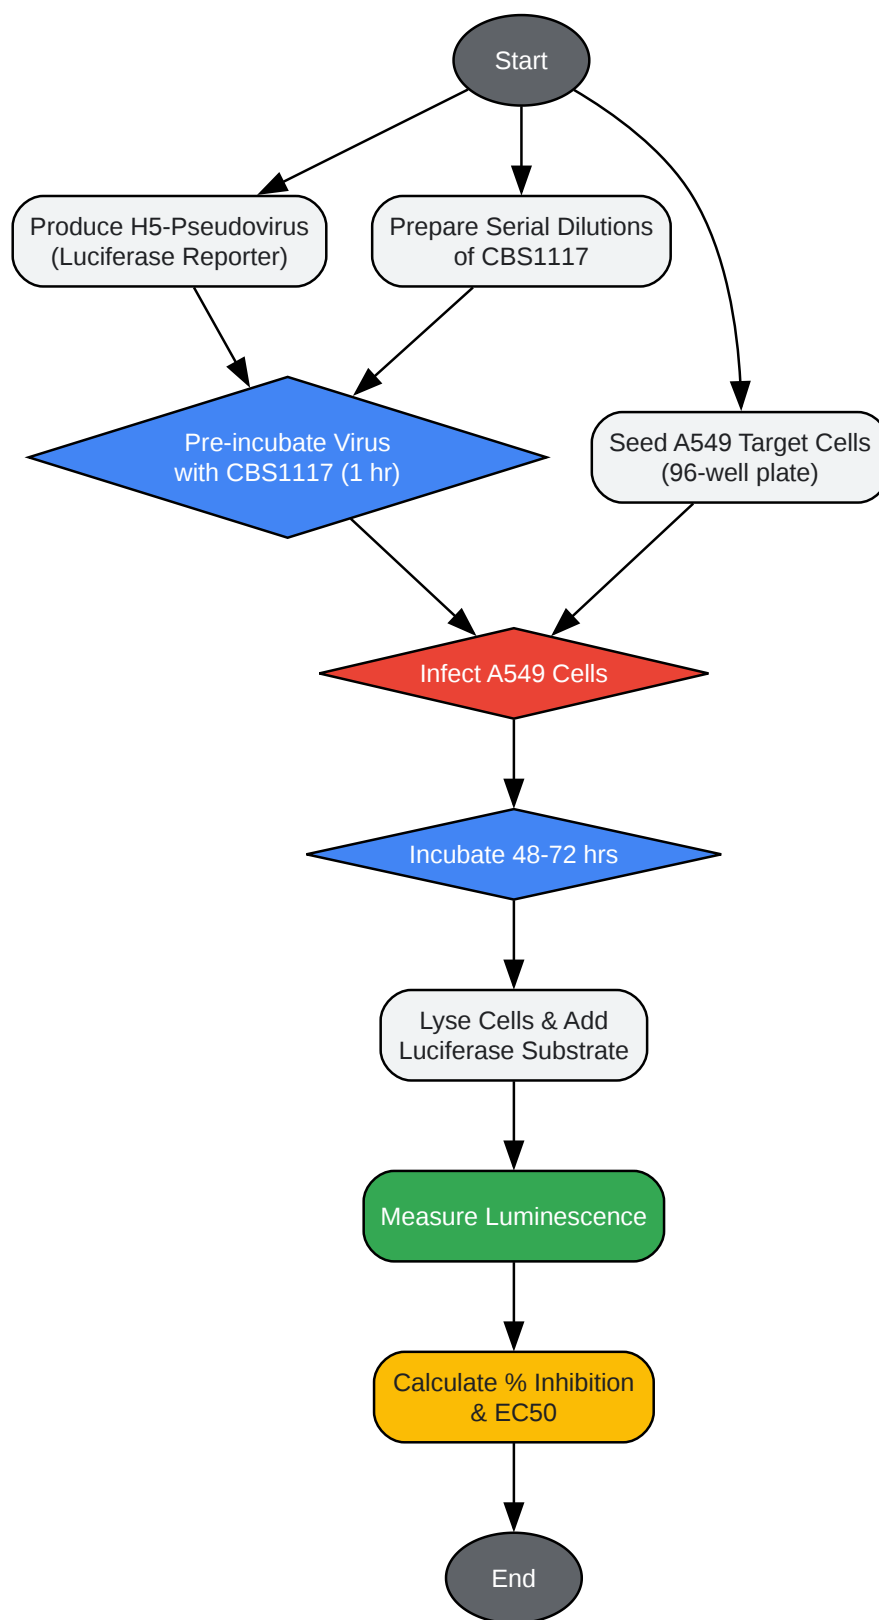 Start
Produce H5-Pseudovirus
(Luciferase Reporter)
Prepare Serial Dilutions
of CBS1117
Pre-incubate Virus
with CBS1117 (1 hr)
Seed A549 Target Cells
(96-well plate)
Infect A549 Cells
Incubate 48-72 hrs
Lyse Cells & Add
Luciferase Substrate
Measure Luminescence
Calculate % Inhibition
& EC50
End